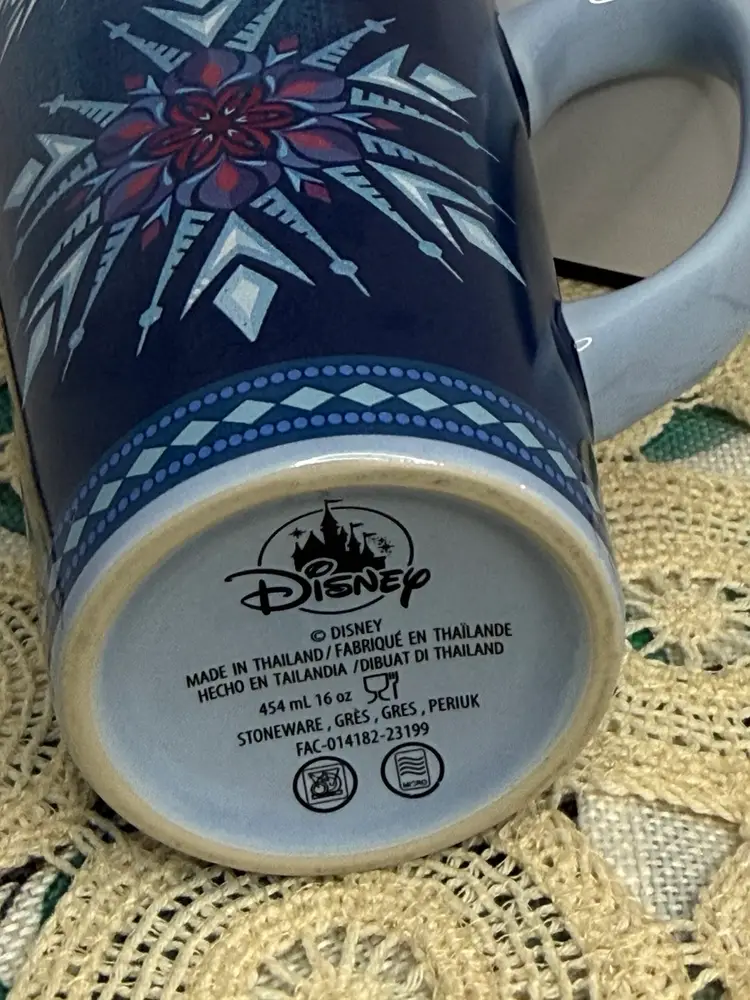 Disney
© DISNEY
MADE IN THAILAND / FABRIQUÉ EN THAÏLANDE
HECHO EN TAILANDIA / DIBUAT DI THAILAND
454 mL 16 oz
STONEWARE , GRÈS , GRES , PERIUK
FAC-014182-23199
MICRO